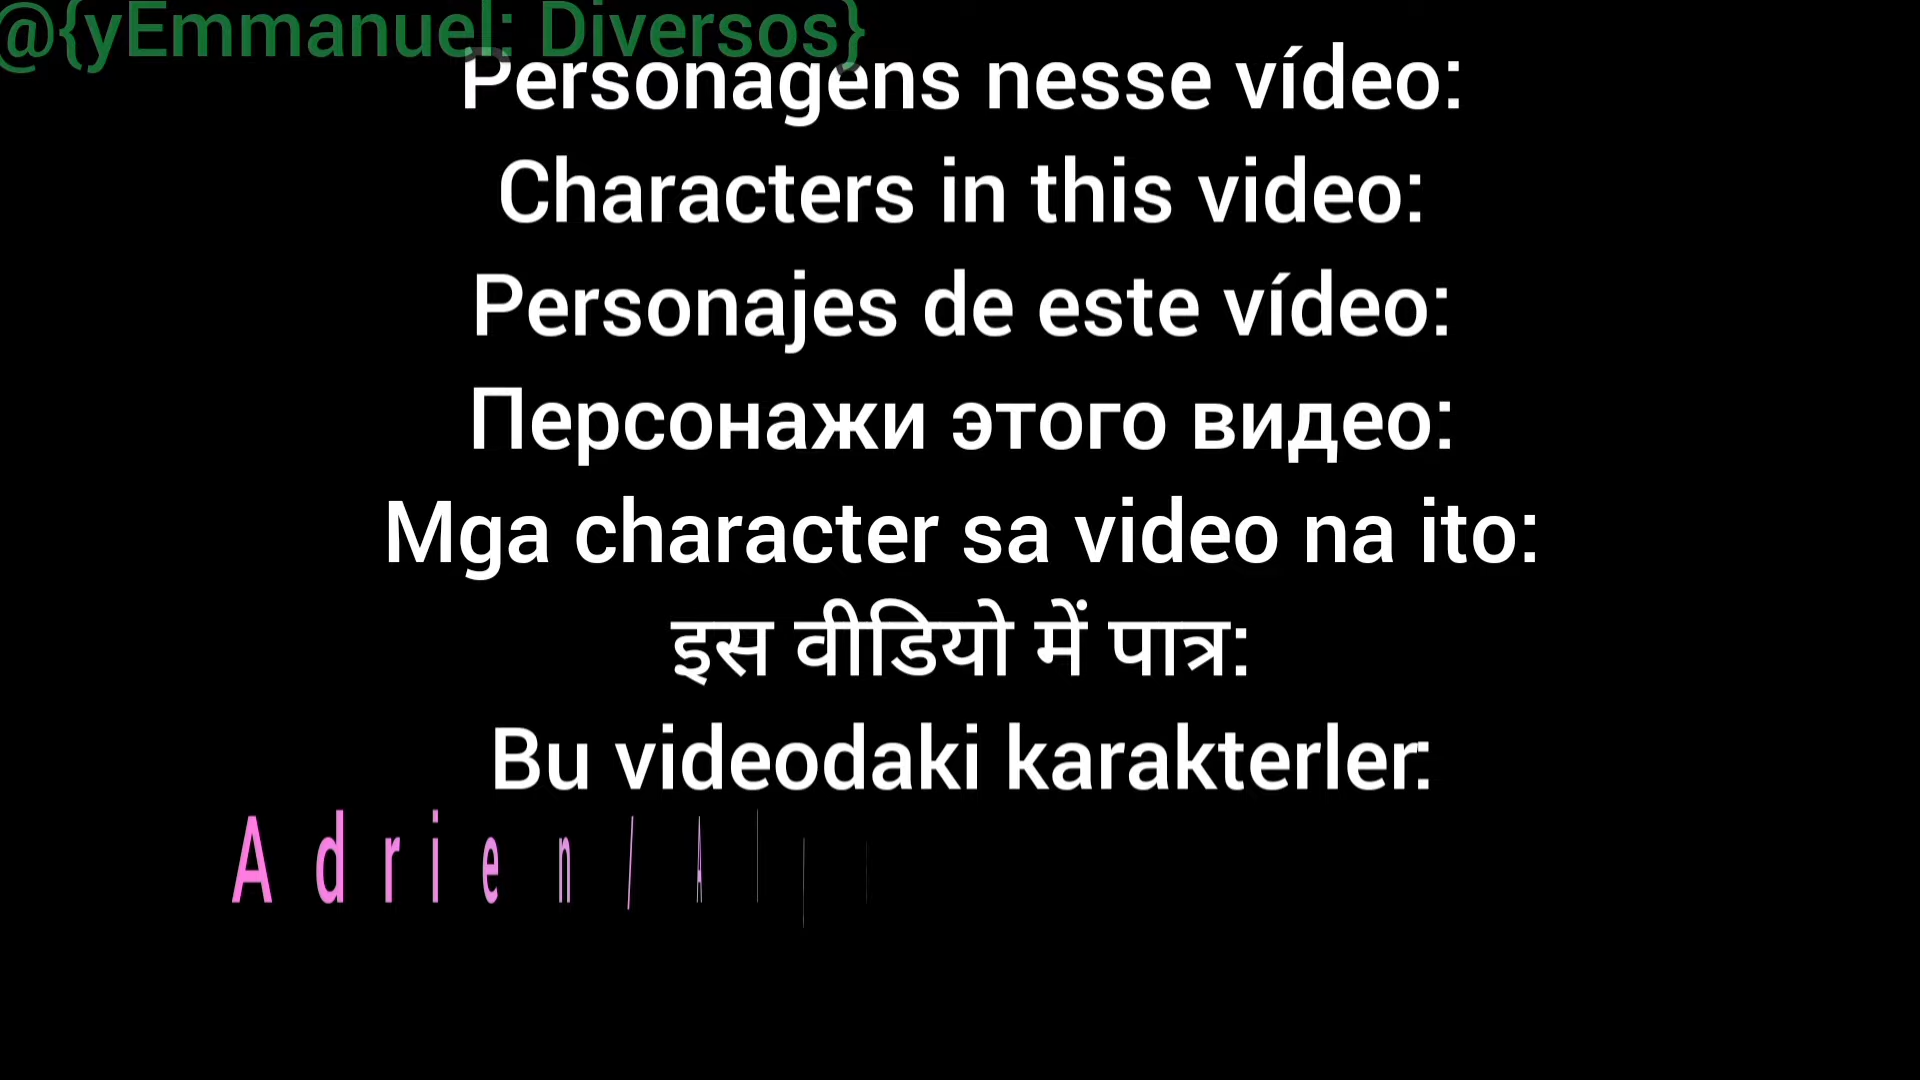 @{yEmmanuel: Diversos}
Personagens nesse vídeo:
Characters in this video:
Personajes de este vídeo:
Персонажи этого видео:
Mga character sa video na ito:
इस वीडियो में पात्र:
Bu videodaki karakterler:
Adrien/